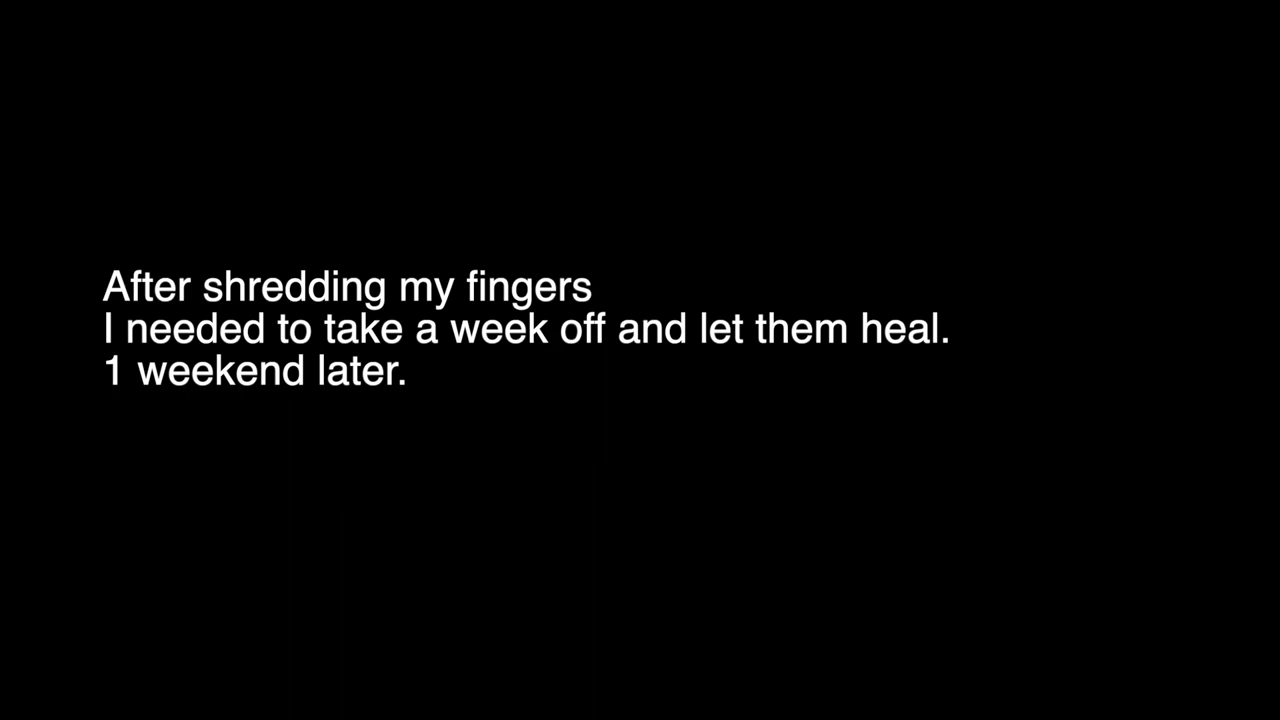 After shredding my fingers
I needed to take a week off and let them heal.
1 weekend later.